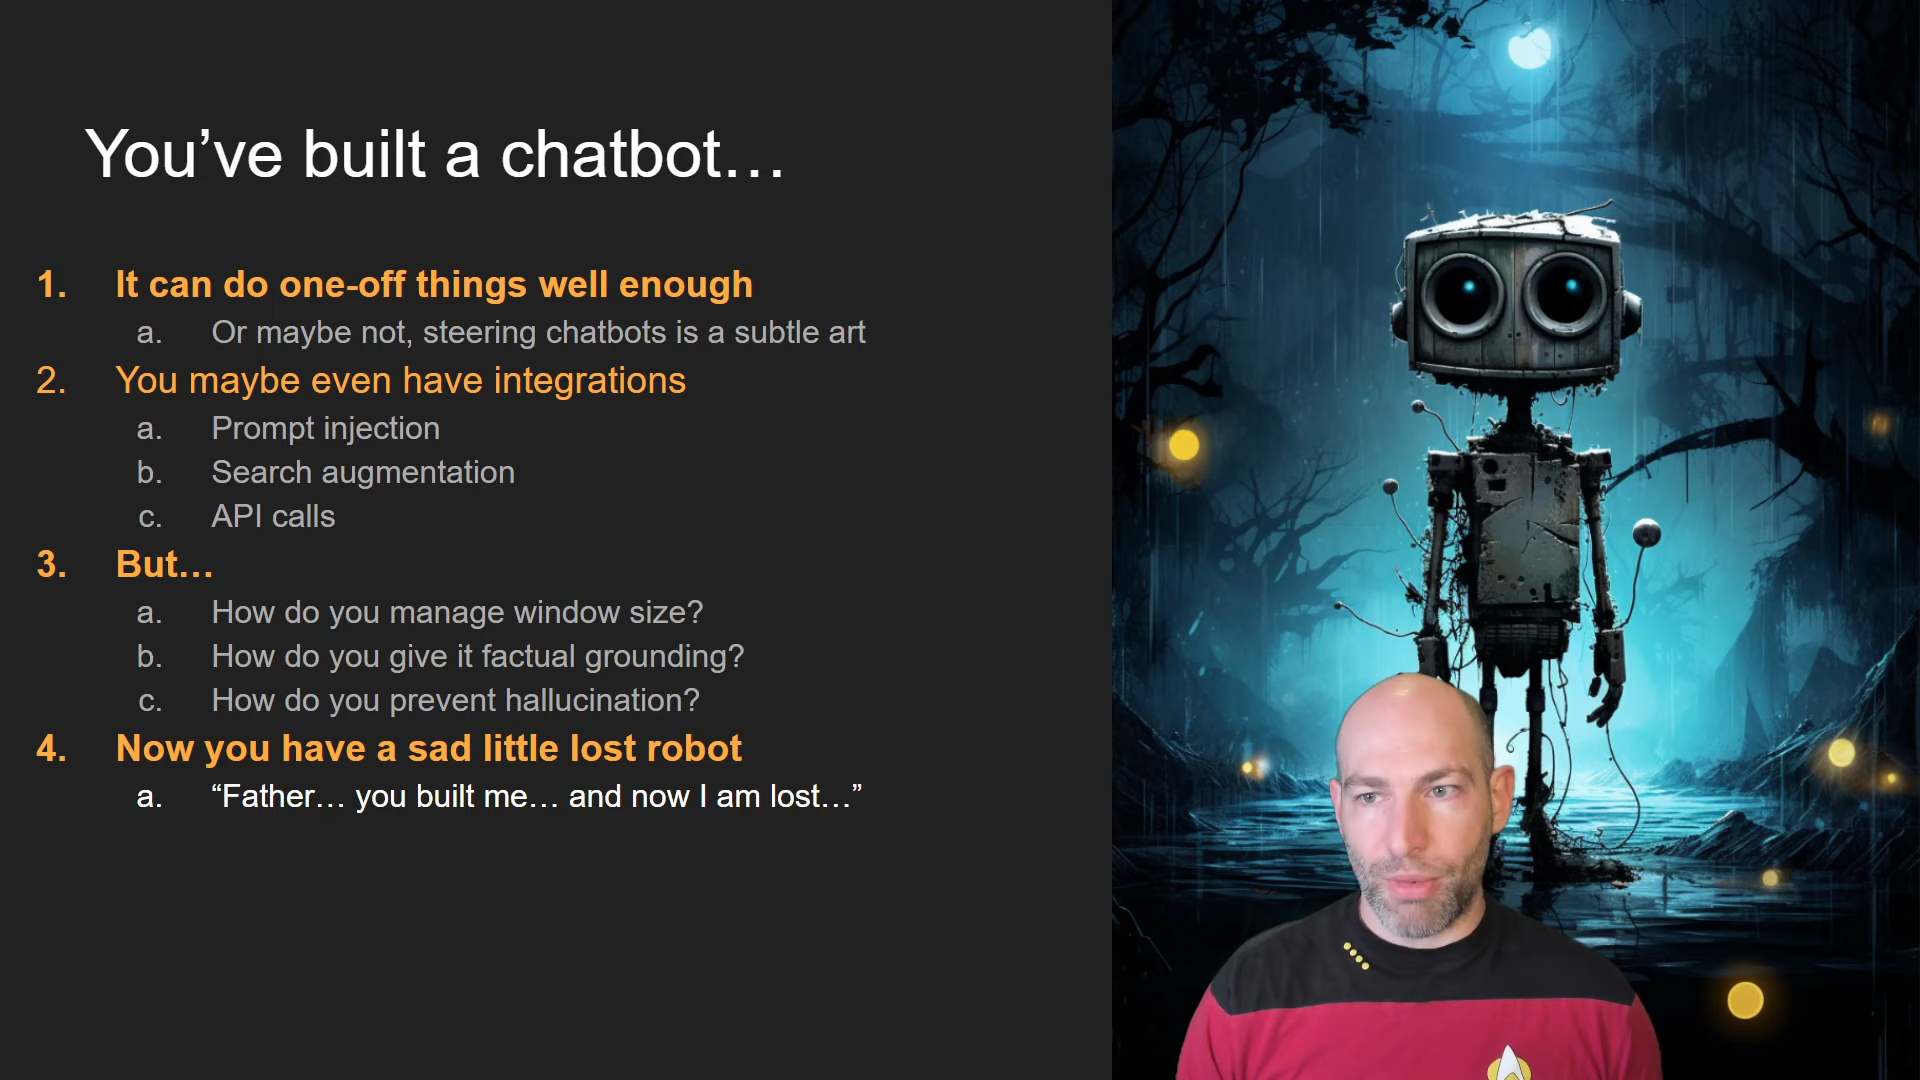 You’ve built a chatbot…
1. It can do one-off things well enough
a. Or maybe not, steering chatbots is a subtle art
2. You maybe even have integrations
a. Prompt injection
b. Search augmentation
c. API calls
3. But…
a. How do you manage window size?
b. How do you give it factual grounding?
c. How do you prevent hallucination?
4. Now you have a sad little lost robot
a. “Father… you built me… and now I am lost…”